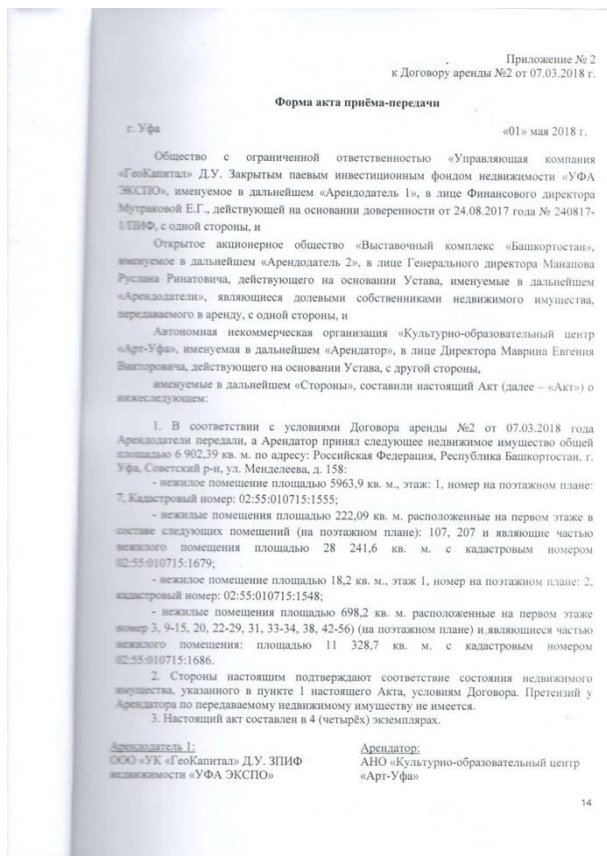 Приложение № 2
к Договору аренды №2 от 07.03.2018 г.
Форма акта приёма-передачи
г. Уфа
«01» мая 2018 г.
Общество с ограниченной ответственностью «Управляющая компания
«ГеоКапитал» Д.У. Закрытым паевым инвестиционным фондом недвижимости «УФА
ЭКСПО», именуемое в дальнейшем «Арендодатель 1», в лице Финансового директора
Мутраковой Е.Г., действующей на основании доверенности от 24.08.2017 года № 240817-
1/ПИФ, с одной стороны, и
Открытое акционерное общество «Выставочный комплекс «Башкортостан»,
именуемое в дальнейшем «Арендодатель 2», в лице Генерального директора Манапова
Руслана Ринатовича, действующего на основании Устава, именуемые в дальнейшем
«Арендодатели», являющиеся долевыми собственниками недвижимого имущества,
передаваемого в аренду, с одной стороны, и
Автономная некоммерческая организация «Культурно-образовательный центр
«Арт-Уфа», именуемая в дальнейшем «Арендатор», в лице Директора Маврина Евгения
Викторовича, действующего на основании Устава, с другой стороны,
именуемые в дальнейшем «Стороны», составили настоящий Акт (далее – «Акт») о
нижеследующем:
1. В соответствии с условиями Договора аренды №2 от 07.03.2018 года
Арендодатели передали, а Арендатор принял следующее недвижимое имущество общей
площадью 6 902,39 кв. м. по адресу: Российская Федерация, Республика Башкортостан, г.
Уфа, Советский р-н, ул. Менделеева, д. 158:
- нежилое помещение площадью 5963,9 кв. м., этаж: 1, номер на поэтажном плане:
7, Кадастровый номер: 02:55:010715:1555;
- нежилые помещения площадью 222,09 кв. м. расположенные на первом этаже в
составе следующих помещений (на поэтажном плане): 107, 207 и являющие частью
нежилого помещения площадью 28 241,6 кв. м. с кадастровым номером
02:55:010715:1679;
- нежилое помещение площадью 18,2 кв. м., этаж 1, номер на поэтажном плане: 2,
кадастровый номер: 02:55:010715:1548;
- нежилые помещения площадью 698,2 кв. м. расположенные на первом этаже
номер 3, 9-15, 20, 22-29, 31, 33-34, 38, 42-56) (на поэтажном плане) и являющиеся частью
нежилого помещения: площадью 11 328,7 кв. м. с кадастровым номером
02:55:010715:1686.
2. Стороны настоящим подтверждают соответствие состояния недвижимого
имущества, указанного в пункте 1 настоящего Акта, условиям Договора. Претензий у
Арендатора по передаваемому недвижимому имуществу не имеется.
3. Настоящий акт составлен в 4 (четырёх) экземплярах.
Арендодатель 1:
ООО «УК «ГеоКапитал» Д.У. ЗПИФ
недвижимости «УФА ЭКСПО»
Арендатор:
АНО «Культурно-образовательный центр
«Арт-Уфа»
14